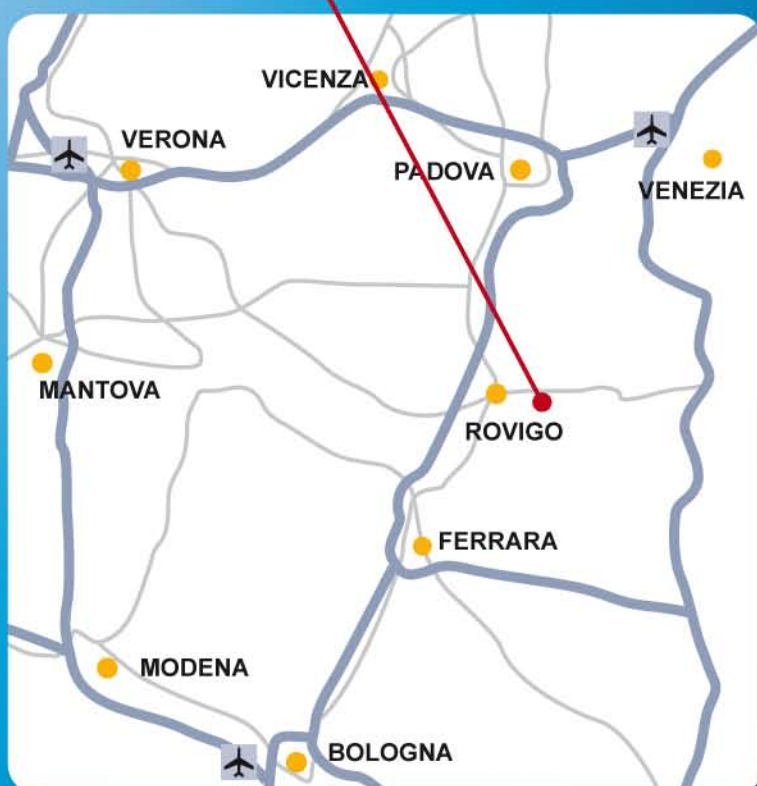 VICENZA
VERONA
PADOVA
VENEZIA
MANTOVA
ROVIGO
FERRARA
MODENA
BOLOGNA